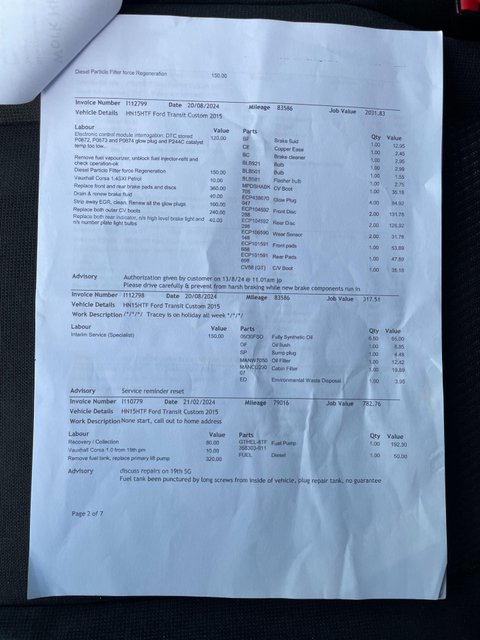 Diesel Particle Filter force Regeneration 150.00
Invoice Number I112799 Date 20/08/2024 Mileage 83586 Job Value 2031.83
Vehicle Details HN15HTF Ford Transit Custom 2015
Labour Value Parts Qty Value
Electronic control module interrogation, DTC stored 120.00 BF Brake fluid 1.00 12.95
P0672, P0673 and P0674 glow plug and P244C catalyst CE Copper Ease 1.00 2.45
temp too low.. BC Brake cleaner 1.00 2.95
Remove fuel vapouriser, unblock fuel injector-refit and BLB921 Bulb 1.00 2.99
check operation-ok BLB501 Bulb 1.00 1.55
Diesel Particle Filter force Regeneration 150.00 BLB581 Flasher bulb 1.00 2.75
Vauxhall Corsa 1.4SXI Petrol 10.00 CV Boot 1.00 35.18
Replace front and rear brake pads and discs 360.00 705
Drain & renew brake fluid 40.00 Glow Plug 4.00 84.92
Strip away EGR, clean. Renew all the glow plugs 100.00 047
Replace both outer CV boots 240.00 Front Disc 2.00 131.78
Replace both rear indicator, n/s high level brake light and 40.00 Rear Disc 2.00
n/s number plate light bulbs Wear Sensor 2.00 31.78
Front pads 1.00 53.89
Rear Pads 1.00 47.89
CV88 (GT) C/V Boot 1.00 35.18
Advisory Authorization given by customer on 13/8/24 @ 11.01am jp
Please drive carefully & prevent from harsh braking while new brake components run in
Invoice Number I112798 Date 20/08/2024 Mileage 83586 Job Value 317.51
Vehicle Details HN15HTF Ford Transit Custom 2015
Work Description /*/*/*/ Tracey is on holiday all week */*/*/
Labour Value Parts Qty Value
Interim Service (Specialist) 150.00 Fully Synthetic Oil 6.50 65.00
OF Oil flush 1.00 6.85
SP Sump plug 1.00 4.48
Oil Filter 1.00 12.42
Cabin Filter 1.00 19.89
07
EO Environmental Waste Disposal 1.00 3.95
Advisory Service reminder reset
Invoice Number I110779 Date 21/02/2024 Mileage 79016 Job Value 782.76
Vehicle Details HN15HTF Ford Transit Custom 2015
Work Description None start, call out to home address
Labour Value Parts Qty Value
Recovery / Collection 80.00 Fuel Pump 1.00 192.30
Vauxhall Corsa 1.0 from 19th pm 10.00
Remove fuel tank, replace primary lift pump 320.00 FUEL Diesel 1.00 50.00
Advisory discuss repairs on 19th SG
Fuel tank been punctured by long screws from inside of vehicle, plug repair tank, no guarantee
Page 2 of 7